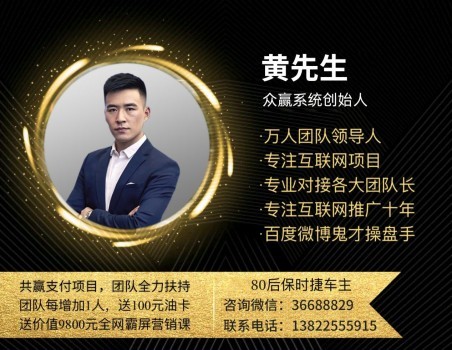 黄先生
众赢系统创始人
·万人团队领导人
·专注互联网项目
·专业对接各大团队长
·专注互联网推广十年
·百度微博鬼才操盘手
共赢支付项目，团队全力扶持
团队每增加1人，送100元油卡
送价值9800元全网霸屏营销课
80后保时捷车主
咨询微信：36688829
联系电话：13822555915